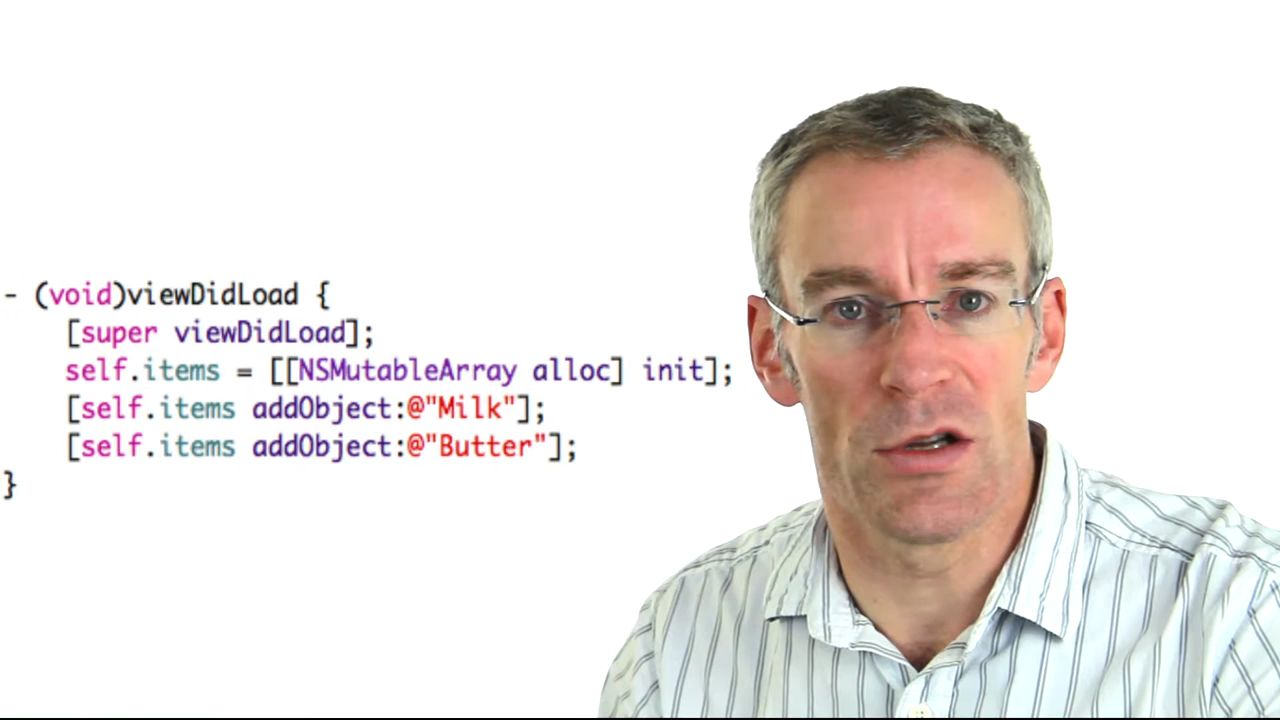 - (void)viewDidLoad {
[super viewDidLoad];
self.items = [[NSMutableArray alloc] init];
[self.items addObject:@"Milk"];
[self.items addObject:@"Butter"];
}